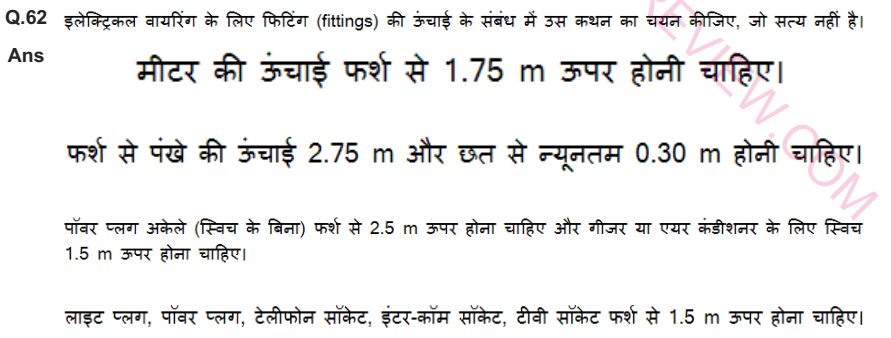 Q.62 इलेक्ट्रिकल वायरिंग के लिए फिटिंग (fittings) की ऊंचाई के संबंध में उस कथन का चयन कीजिए, जो सत्य नहीं है।
Ans
मीटर की ऊंचाई फर्श से 1.75 m ऊपर होनी चाहिए।
फर्श से पंखे की ऊंचाई 2.75 m और छत से न्यूनतम 0.30 m होनी चाहिए।
पॉवर प्लग अकेले (स्विच के बिना) फर्श से 2.5 m ऊपर होना चाहिए और गीजर या एयर कंडीशनर के लिए स्विच
1.5 m ऊपर होना चाहिए।
लाइट प्लग, पॉवर प्लग, टेलीफोन सॉकेट, इंटर-कॉम सॉकेट, टीवी सॉकेट फर्श से 1.5 m ऊपर होना चाहिए।